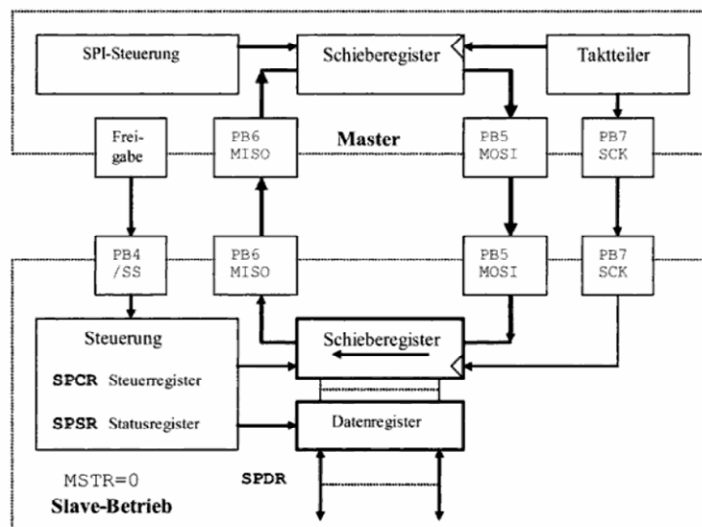 SPI-Steuerung
Schieberegister
Taktteiler
Frei-
gabe
PB6
MISO
Master
PB5
MOSI
PB7
SCK
PB4
/SS
PB6
MISO
PB5
MOSI
PB7
SCK
Steuerung
SPCR Steuerregister
SPSR Statusregister
Schieberegister
Datenregister
MSTR=0
SPDR
Slave-Betrieb